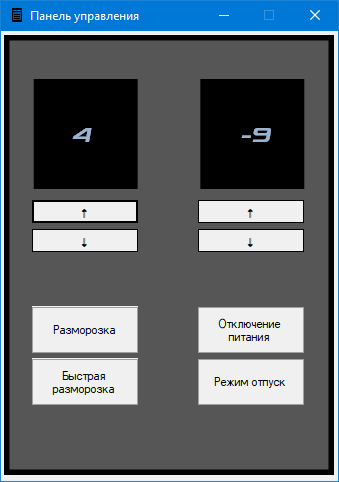 Панель управления
4
-9
↑
↑
↓
↓
Разморозка
Отключение
питания
Быстрая
разморозка
Режим отпуск